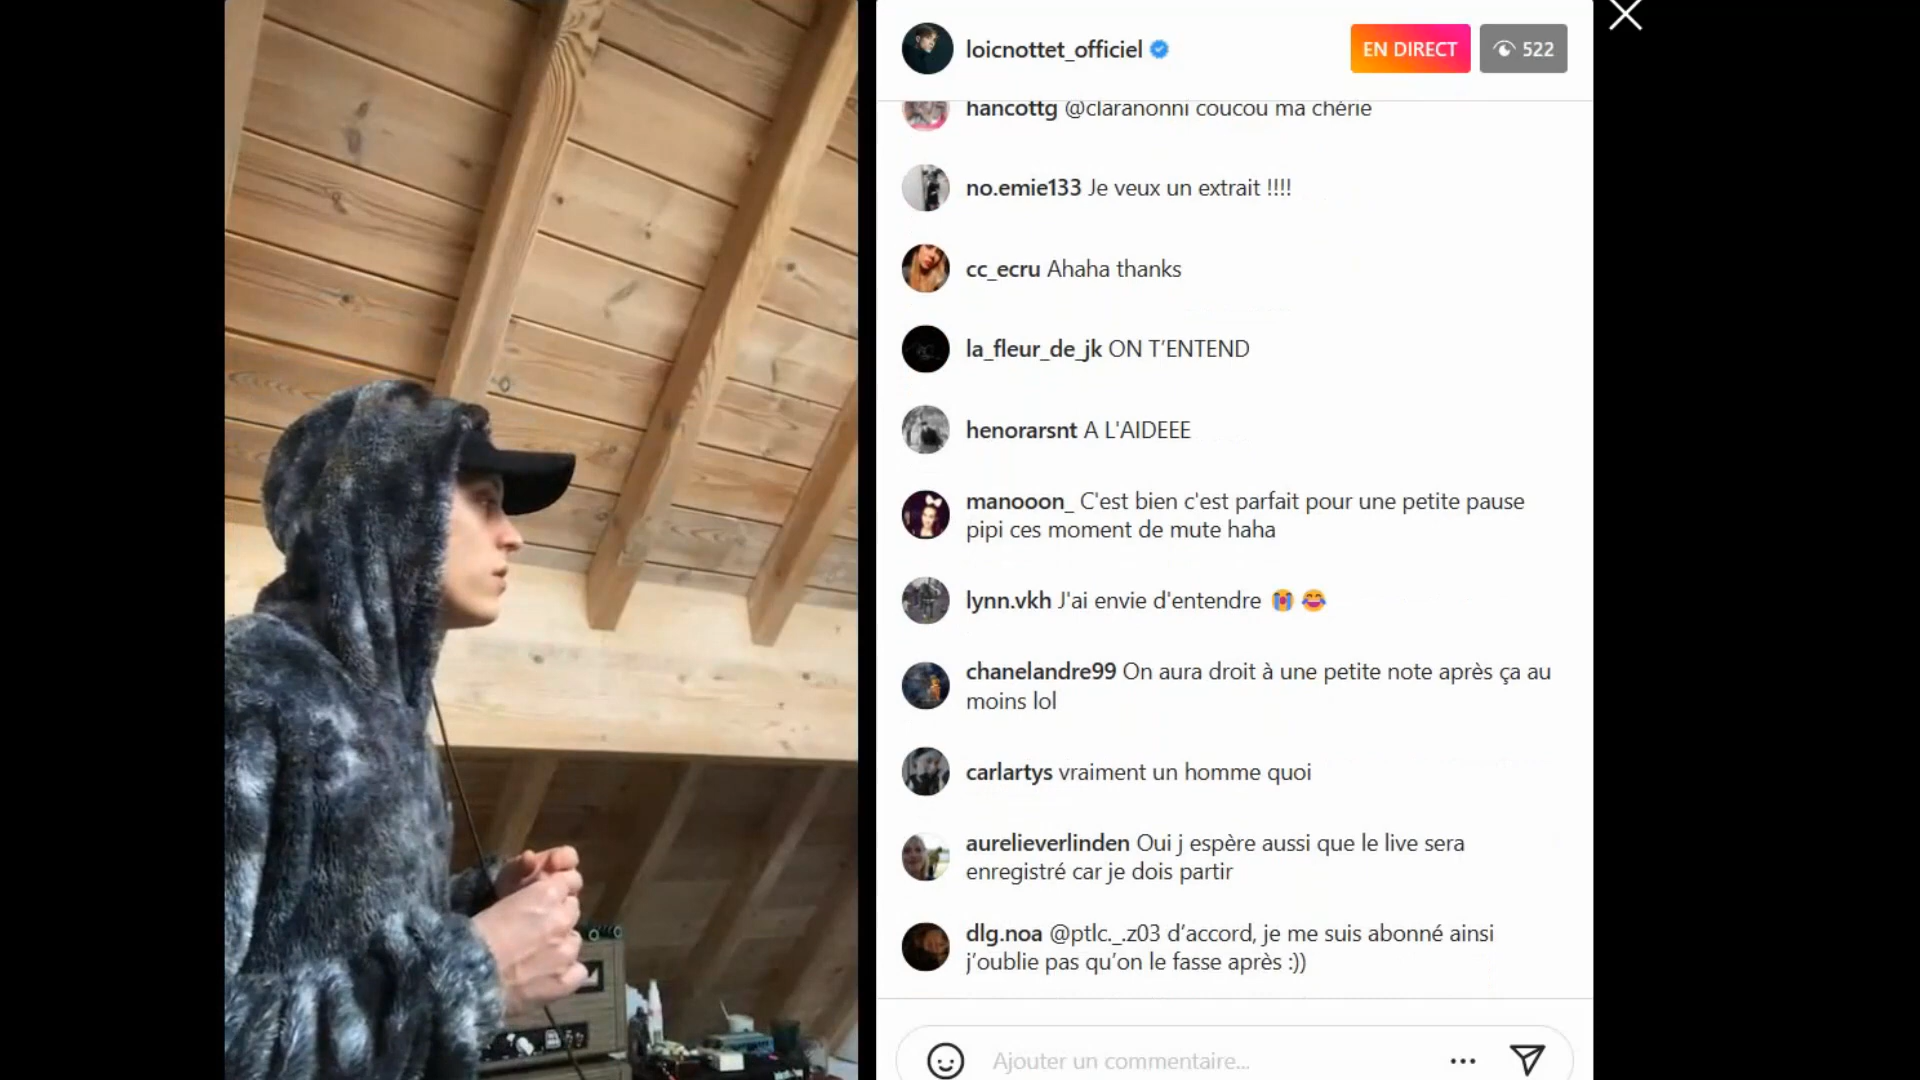 loicnottet_officiel
EN DIRECT
522
hancottg @claranonni coucou ma chérie
no.emie133 Je veux un extrait !!!!
cc_ecru Ahaha thanks
la_fleur_de_jk ON T’ENTEND
henorarsnt A L'AIDEEE
manooon_ C'est bien c'est parfait pour une petite pause
pipi ces moment de mute haha
lynn.vkh J'ai envie d'entendre 😭 😂
chanelandre99 On aura droit à une petite note après ça au
moins lol
carlartys vraiment un homme quoi
aurelieverlinden Oui j espère aussi que le live sera
enregistré car je dois partir
dlg.noa @ptlc._.z03 d’accord, je me suis abonné ainsi
j’oublie pas qu’on le fasse après :))
Ajouter un commentaire...